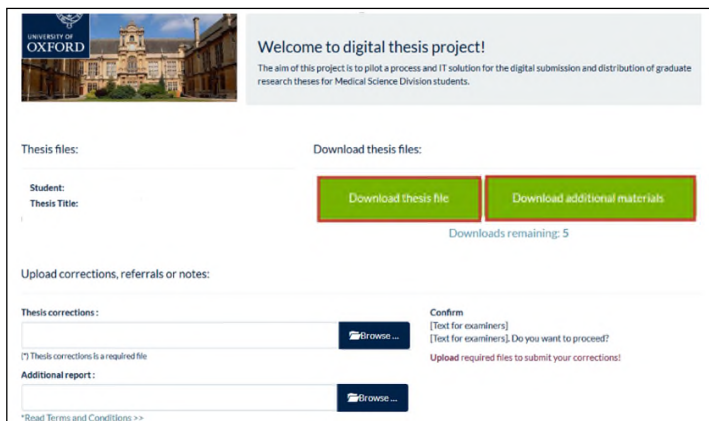 UNIVERSITY OF
OXFORD
Welcome to digital thesis project!
The aim of this project is to pilot a process and IT solution for the digital submission and distribution of graduate
research theses for Medical Science Division students.
Thesis files:
Download thesis files:
Student:
Thesis Title:
Download thesis file
Download additional materials
Downloads remaining: 5
Upload corrections, referrals or notes:
Thesis corrections :
Browse ...
(*) Thesis corrections is a required file
Additional report :
Browse ...
*Read Terms and Conditions >>
Confirm
[Text for examiners]
[Text for examiners]. Do you want to proceed?
Upload required files to submit your corrections!